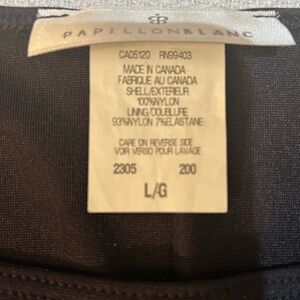 PAPILLONBLANC
CA05120 RN99403
MADE IN CANADA
FABRIQUE AU CANADA
SHELL/EXTERIEUR
100%NYLON
LINING/DOUBLURE
93%NYLON 7%ELASTANE
CARE ON REVERSE SIDE
VOIR VERSO POUR LAVAGE
2305 200
L/G